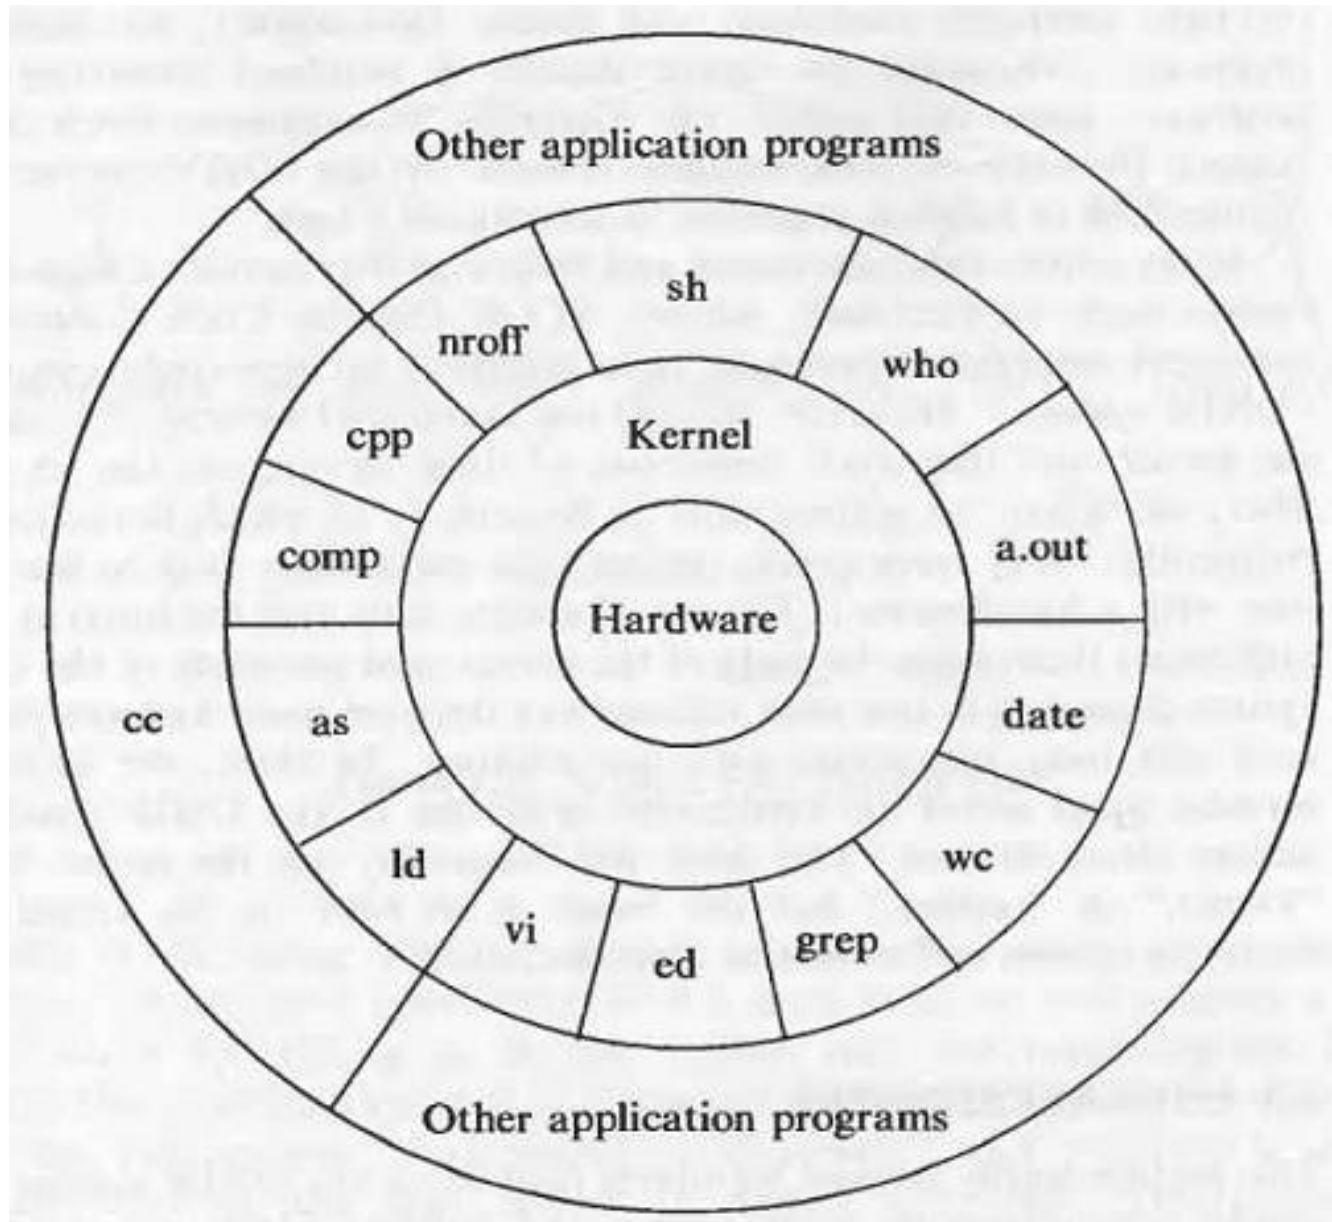 Other application programs
sh
nroff
who
cpp
Kernel
comp
a.out
Hardware
cc
as
date
ld
wc
vi
ed
grep
Other application programs